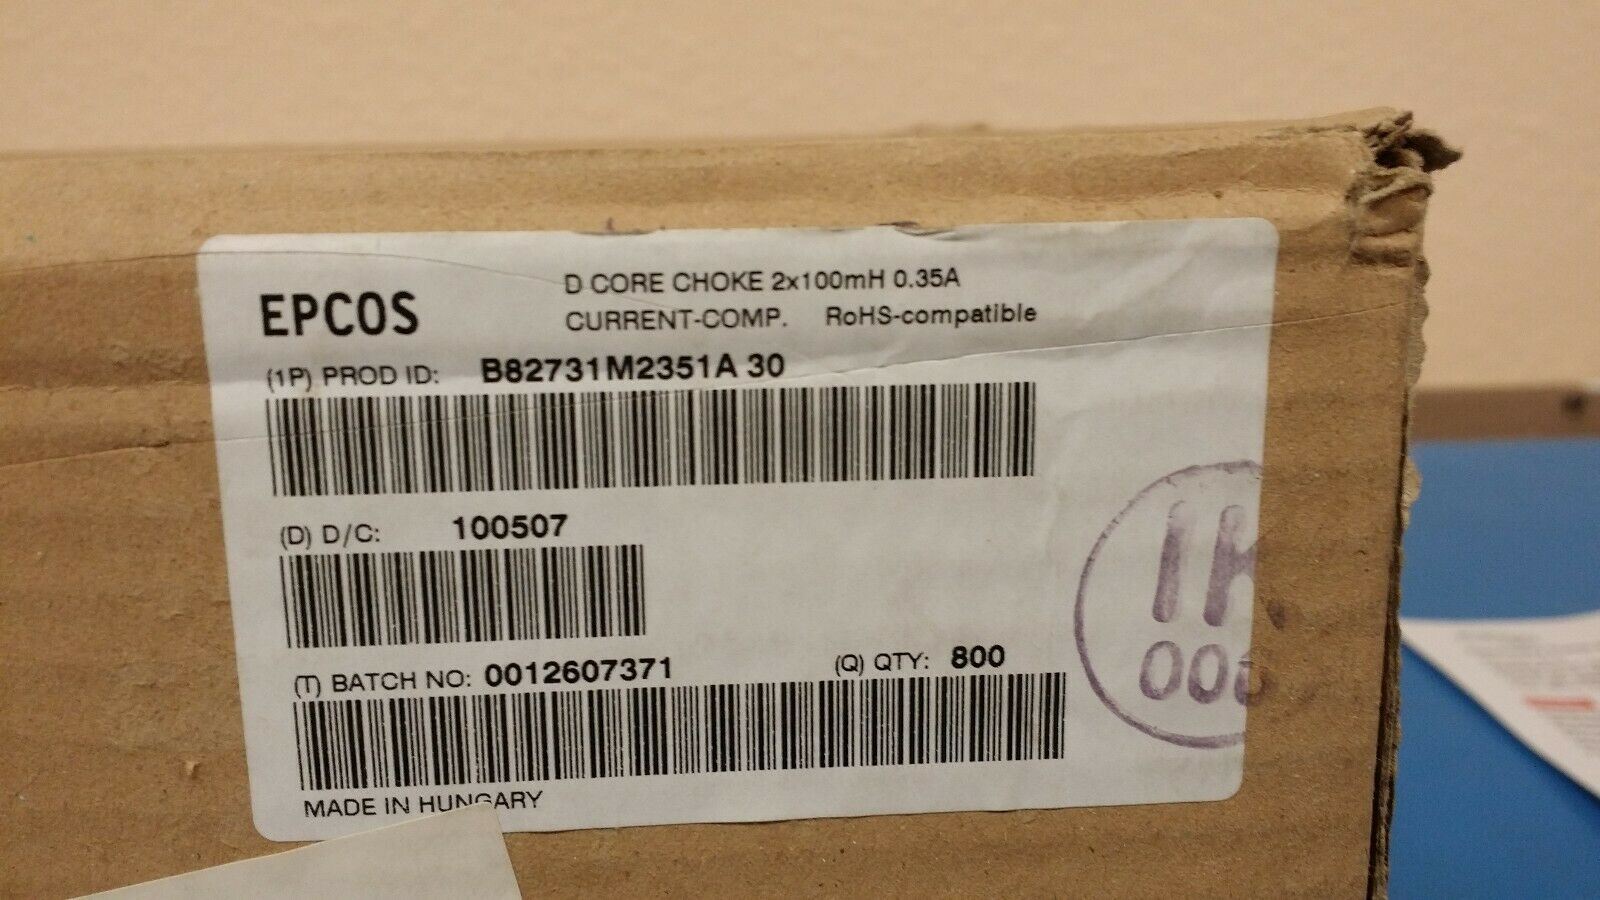 EPCOS
D CORE CHOKE 2x100mH 0.35A
CURRENT-COMP. RoHS-compatible
(1P) PROD ID: B82731M2351A 30
(D) D/C: 100507
(T) BATCH NO: 0012607371 (Q) QTY: 800
MADE IN HUNGARY